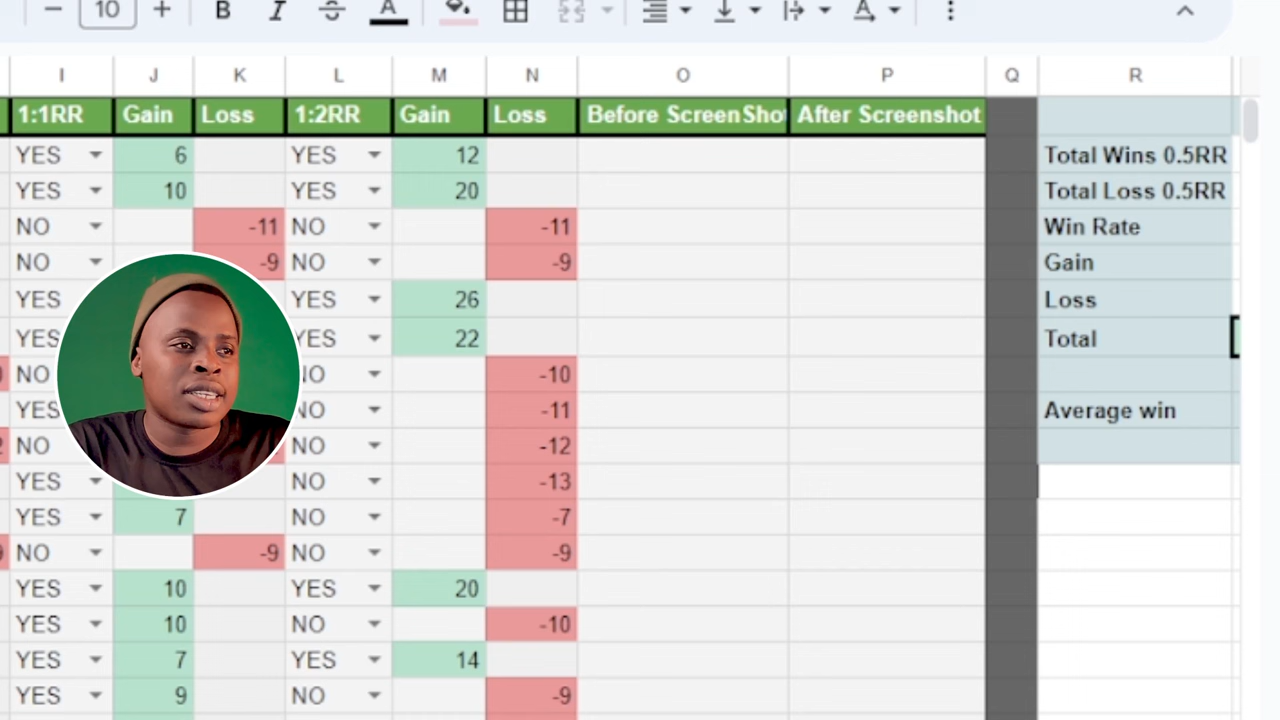 10 B I A A
I J K L M N O P Q R
1:1RR Gain Loss 1:2RR Gain Loss Before ScreenShot After Screenshot
YES 6 YES 12 Total Wins 0.5RR
YES 10 YES 20 Total Loss 0.5RR
NO -11 NO -11 Win Rate
NO -9 NO -9 Gain
YES YES 26 Loss
YES YES 22 Total
NO NO -10
YES NO -11 Average win
NO NO -12
YES NO -13
YES 7 NO -7
NO -9 NO -9
YES 10 YES 20
YES 10 NO -10
YES 7 YES 14
YES 9 NO -9